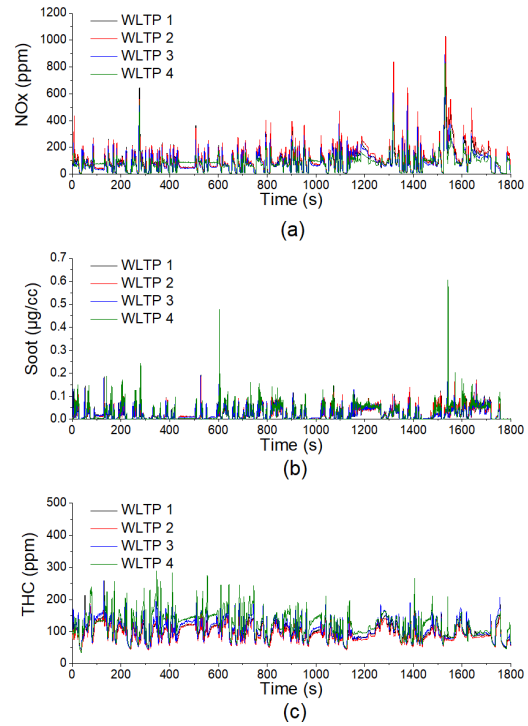 1200
1000
800
600
400
200
0
NOx (ppm)
WLTP 1
WLTP 2
WLTP 3
WLTP 4
0 200 400 600 800 1000 1200 1400 1600 1800
Time (s)
(a)
0.7
0.6
0.5
0.4
0.3
0.2
0.1
0.0
Soot (µg/cc)
WLTP 1
WLTP 2
WLTP 3
WLTP 4
0 200 400 600 800 1000 1200 1400 1600 1800
Time (s)
(b)
500
400
300
200
100
0
THC (ppm)
WLTP 1
WLTP 2
WLTP 3
WLTP 4
0 200 400 600 800 1000 1200 1400 1600 1800
Time (s)
(c)